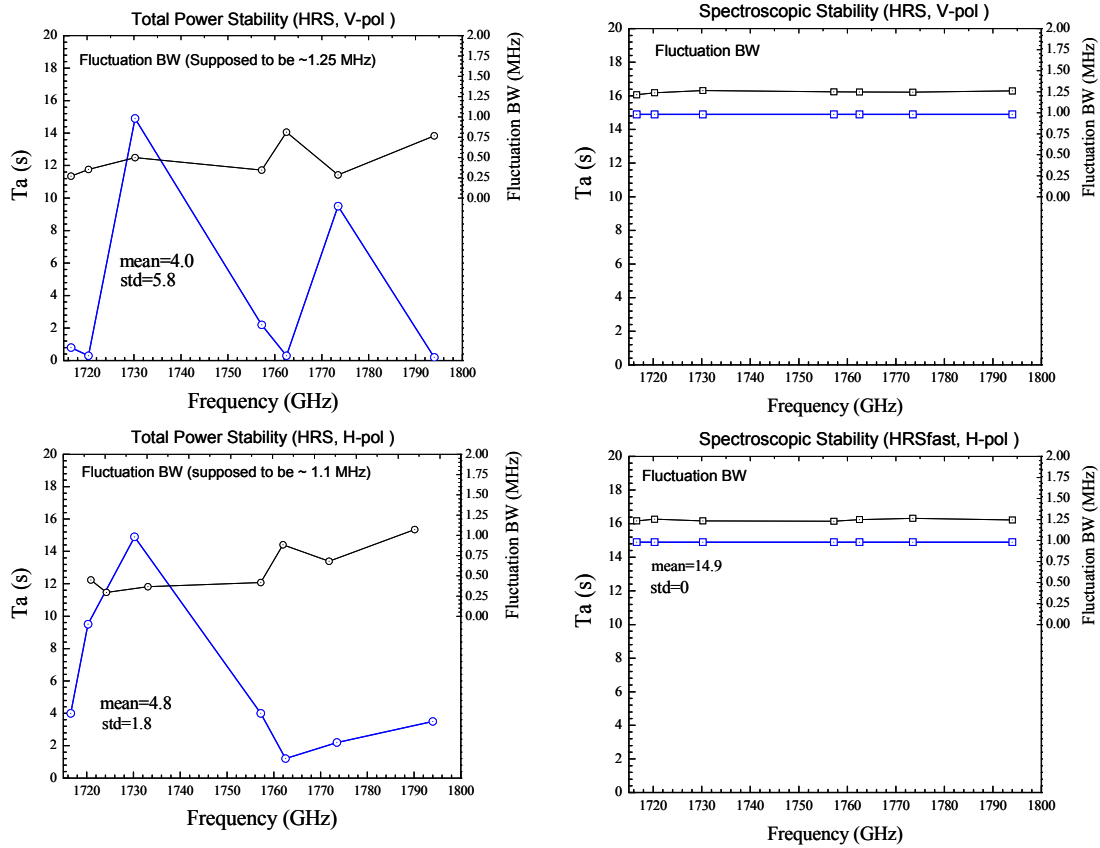 Total Power Stability (HRS, V-pol )
Fluctuation BW (Supposed to be ~1.25 MHz)
20
18
16
14
12
10
8
6
4
2
0
Ta (s)
2.00
1.75
1.50
1.25
1.00
0.75
0.50
0.25
0.00
Fluctuation BW (MHz)
mean=4.0
std=5.8
1720 1730 1740 1750 1760 1770 1780 1790 1800
Frequency (GHz)
Spectroscopic Stability (HRS, V-pol )
Fluctuation BW
20
18
16
14
12
10
8
6
4
2
0
Ta (s)
2.00
1.75
1.50
1.25
1.00
0.75
0.50
0.25
0.00
Fluctuation BW (MHz)
1720 1730 1740 1750 1760 1770 1780 1790 1800
Frequency (GHz)
Total Power Stability (HRS, H-pol )
Fluctuation BW (supposed to be ~ 1.1 MHz)
20
18
16
14
12
10
8
6
4
2
0
Ta (s)
2.00
1.75
1.50
1.25
1.00
0.75
0.50
0.25
0.00
Fluctuation BW (MHz)
mean=4.8
std=1.8
1720 1730 1740 1750 1760 1770 1780 1790 1800
Frequency (GHz)
Spectroscopic Stability (HRSfast, H-pol )
Fluctuation BW
20
18
16
14
12
10
8
6
4
2
0
Ta (s)
2.00
1.75
1.50
1.25
1.00
0.75
0.50
0.25
0.00
Fluctuation BW (MHz)
mean=14.9
std=0
1720 1730 1740 1750 1760 1770 1780 1790 1800
Frequency (GHz)